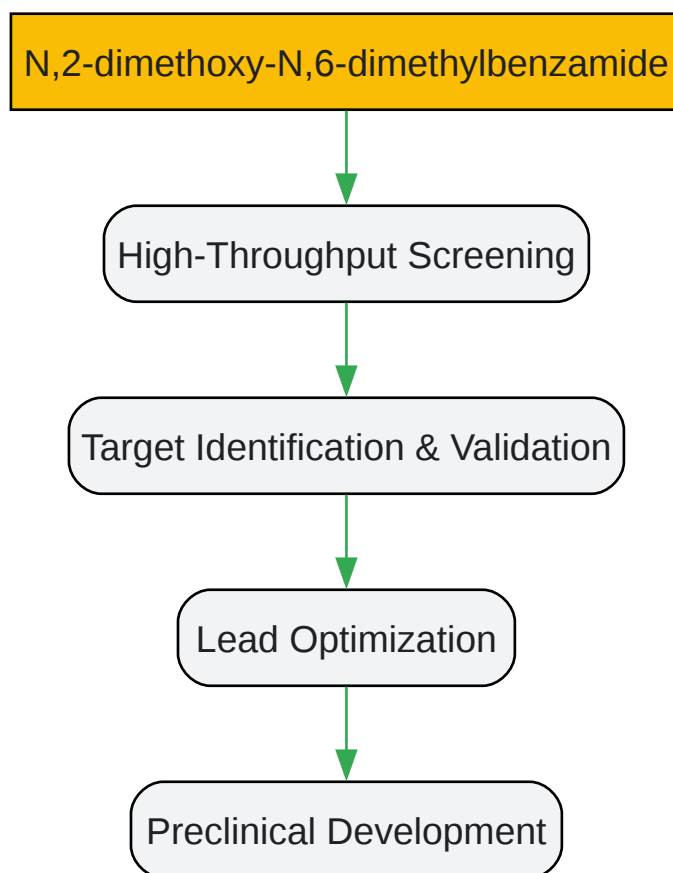 N,2-dimethoxy-N,6-dimethylbenzamide
High-Throughput Screening
Target Identification & Validation
Lead Optimization
Preclinical Development